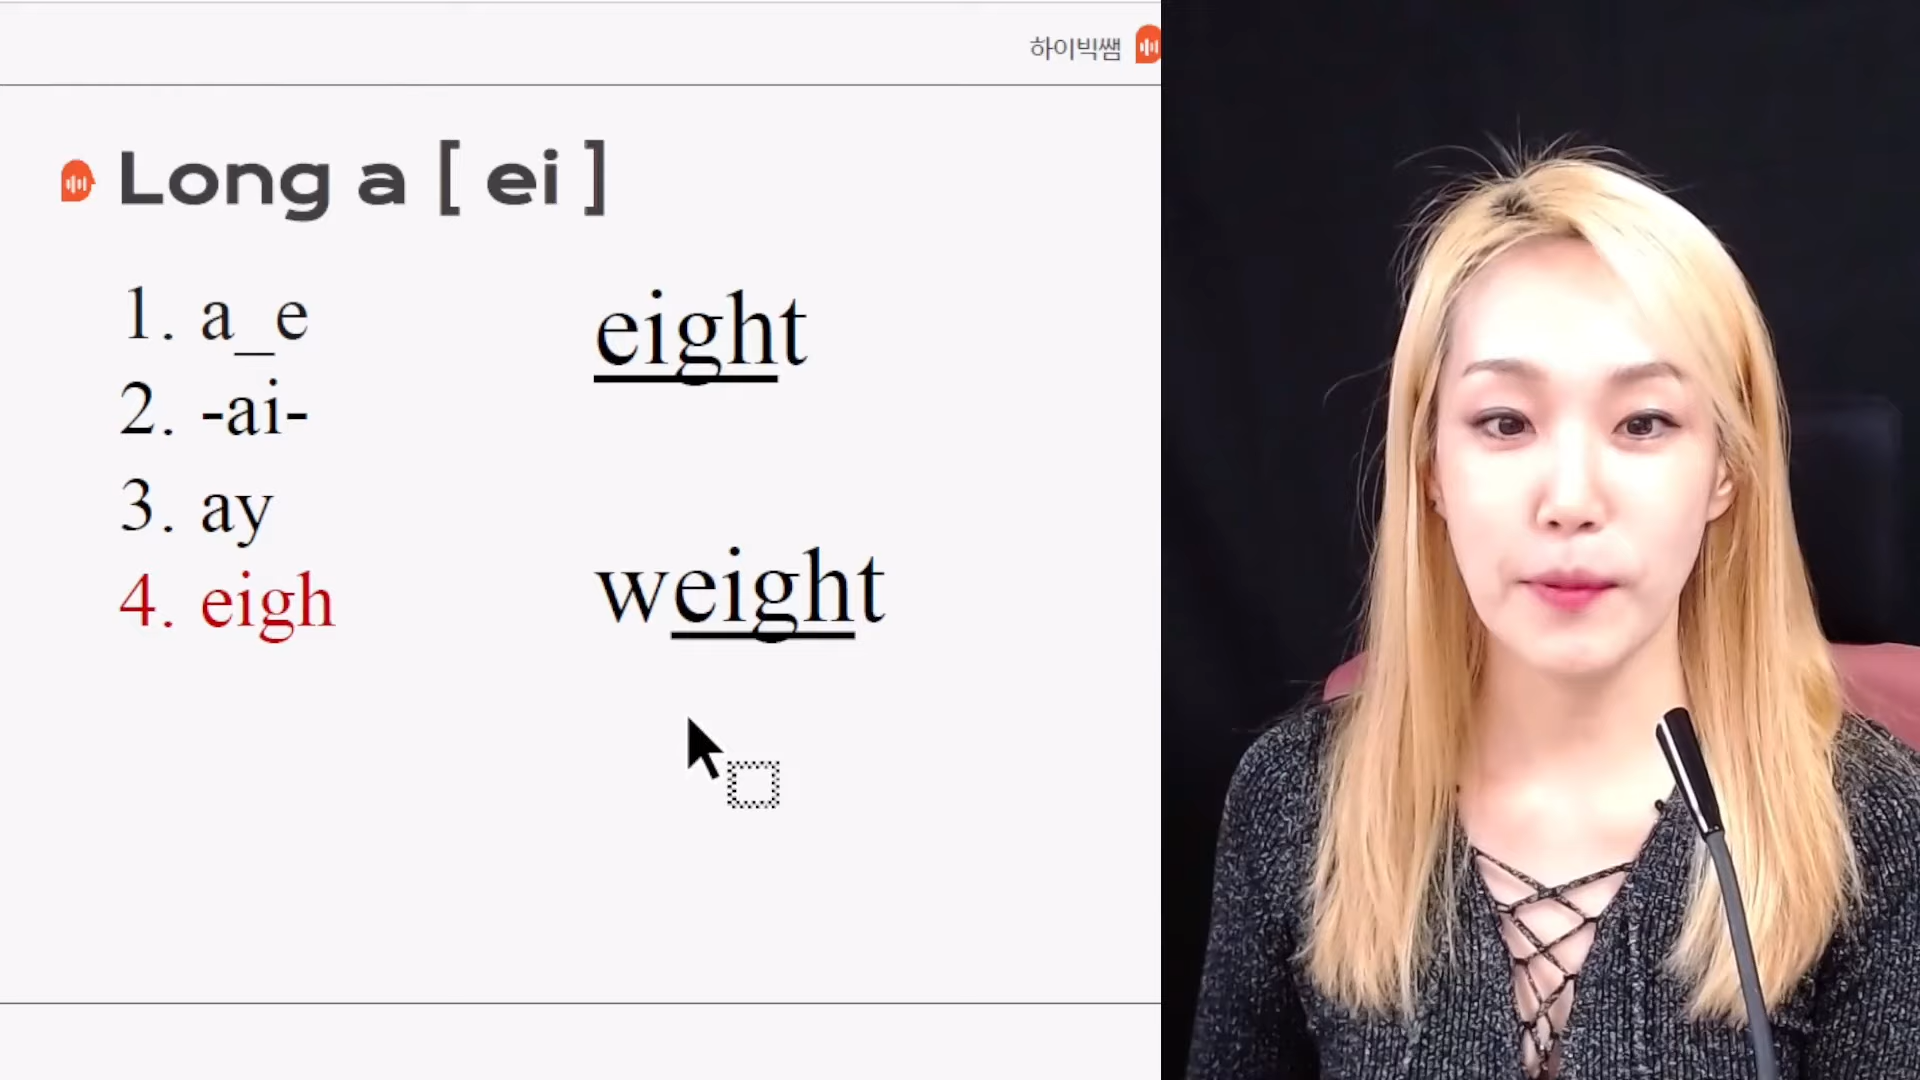 하이빅쌤
Long a [ ei ]
1. a_e
2. -ai-
3. ay
4. eigh
eight
weight